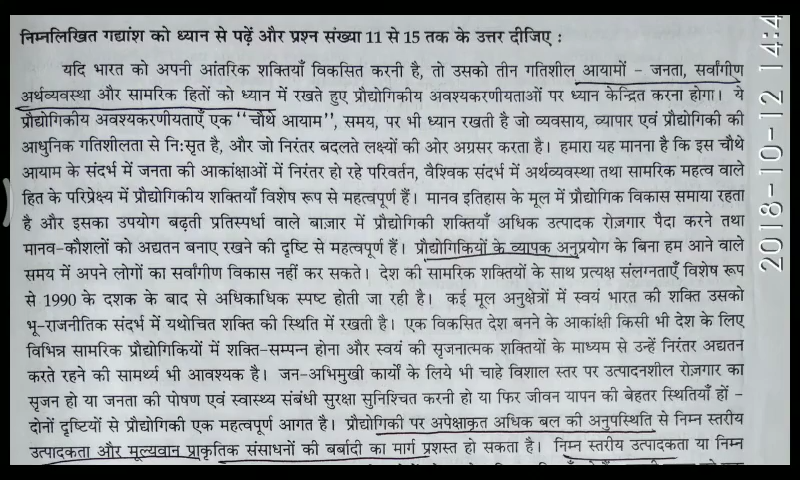 निम्नलिखित गद्यांश को ध्यान से पढ़ें और प्रश्न संख्या 11 से 15 तक के उत्तर दीजिए :
यदि भारत को अपनी आंतरिक शक्तियाँ विकसित करनी है, तो उसको तीन गतिशील आयामों – जनता, सर्वांगीण
अर्थव्यवस्था और सामरिक हितों को ध्यान में रखते हुए प्रौद्योगिकीय अवश्यकरणीयताओं पर ध्यान केन्द्रित करना होगा। ये
प्रौद्योगिकीय अवश्यकरणीयताएँ एक "चौथे आयाम", समय, पर भी ध्यान रखती है जो व्यवसाय, व्यापार एवं प्रौद्योगिकी की
आधुनिक गतिशीलता से नि:सृत है, और जो निरंतर बदलते लक्ष्यों की ओर अग्रसर करता है। हमारा यह मानना है कि इस चौथे
आयाम के संदर्भ में जनता की आकांक्षाओं में निरंतर हो रहे परिवर्तन, वैश्विक संदर्भ में अर्थव्यवस्था तथा सामरिक महत्व वाले
हित के परिप्रेक्ष्य में प्रौद्योगिकीय शक्तियाँ विशेष रूप से महत्वपूर्ण हैं। मानव इतिहास के मूल में प्रौद्योगिक विकास समाया रहता
है और इसका उपयोग बढ़ती प्रतिस्पर्धा वाले बाज़ार में प्रौद्योगिकी शक्तियाँ अधिक उत्पादक रोज़गार पैदा करने तथा
मानव-कौशलों को अद्यतन बनाए रखने की दृष्टि से महत्वपूर्ण हैं। प्रौद्योगिकियों के व्यापक अनुप्रयोग के बिना हम आने वाले
समय में अपने लोगों का सर्वांगीण विकास नहीं कर सकते। देश की सामरिक शक्तियों के साथ प्रत्यक्ष संलग्नताएँ विशेष रूप
से 1990 के दशक के बाद से अधिकाधिक स्पष्ट होती जा रही है। कई मूल अनुक्षेत्रों में स्वयं भारत की शक्ति उसको
भू-राजनीतिक संदर्भ में यथोचित शक्ति की स्थिति में रखती है। एक विकसित देश बनने के आकांक्षी किसी भी देश के लिए
विभिन्न सामरिक प्रौद्योगिकियों में शक्ति-सम्पन्न होना और स्वयं की सृजनात्मक शक्तियों के माध्यम से उन्हें निरंतर अद्यतन
करते रहने की सामर्थ्य भी आवश्यक है। जन-अभिमुखी कार्यों के लिये भी चाहे विशाल स्तर पर उत्पादनशील रोज़गार का
सृजन हो या जनता की पोषण एवं स्वास्थ्य संबंधी सुरक्षा सुनिश्चित करनी हो या फिर जीवन यापन की बेहतर स्थितियाँ हों –
दोनों दृष्टियों से प्रौद्योगिकी एक महत्वपूर्ण आगत है। प्रौद्योगिकी पर अपेक्षाकृत अधिक बल की अनुपस्थिति से निम्न स्तरीय
उत्पादकता और मूल्यवान प्राकृतिक संसाधनों की बर्बादी का मार्ग प्रशस्त हो सकता है। निम्न स्तरीय उत्पादकता या निम्न
2018-10-12 14:4